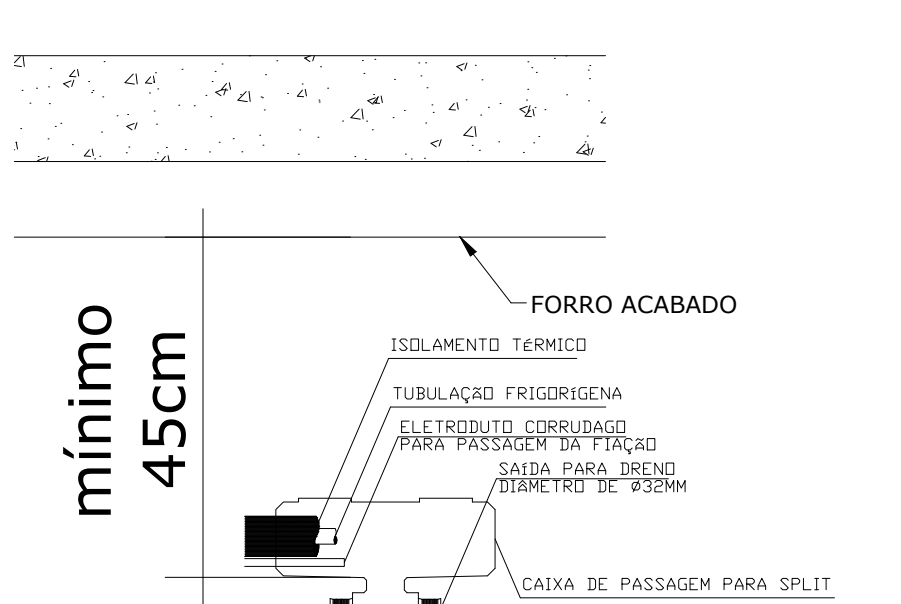 FORRO ACABADO
mínimo
45cm
ISOLAMENTO TéRMICO
TUBULAÇÃO FRIGORíGENA
ELETRODUTO CORRUDAGO
PARA PASSAGEM DA FIAÇÃO
SAíDA PARA DRENO
DIÂMETRO DE Ø32MM
CAIXA DE PASSAGEM PARA SPLIT